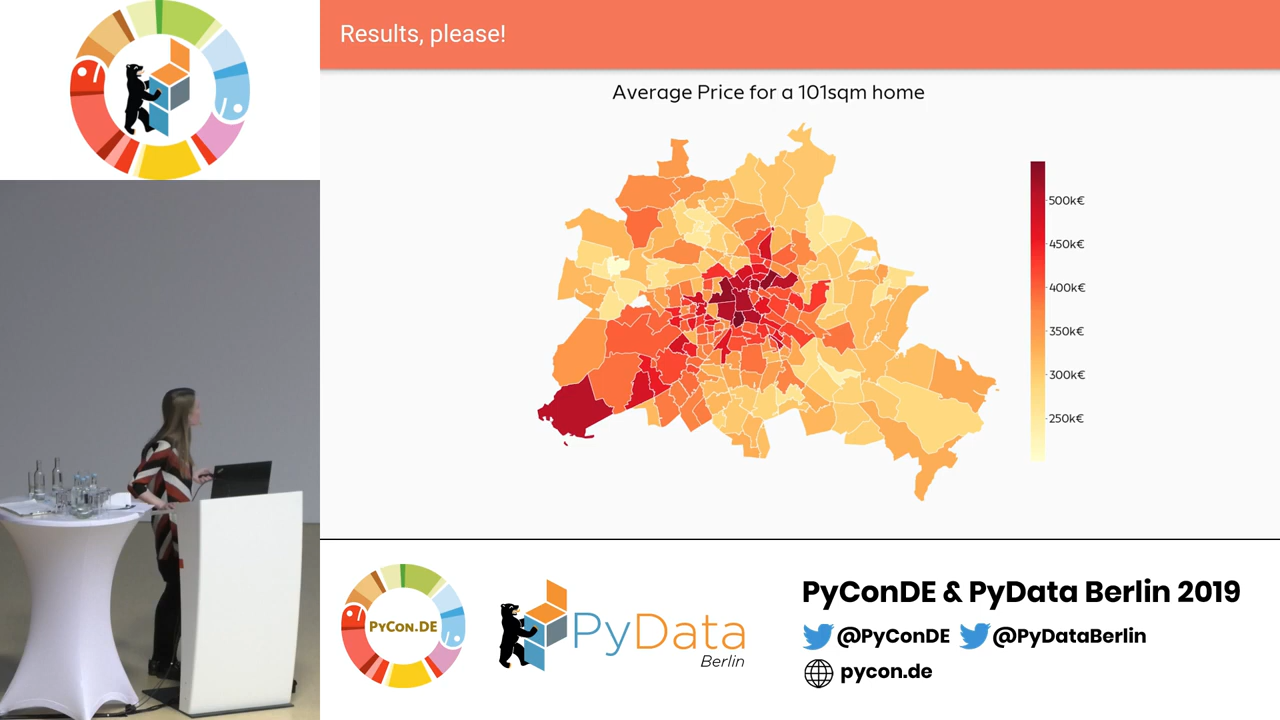 Results, please!
Average Price for a 101sqm home
500k€
450k€
400k€
350k€
300k€
250k€
PYCON.DE
PyData
Berlin
PyConDE & PyData Berlin 2019
@PyConDE @PyDataBerlin
pycon.de